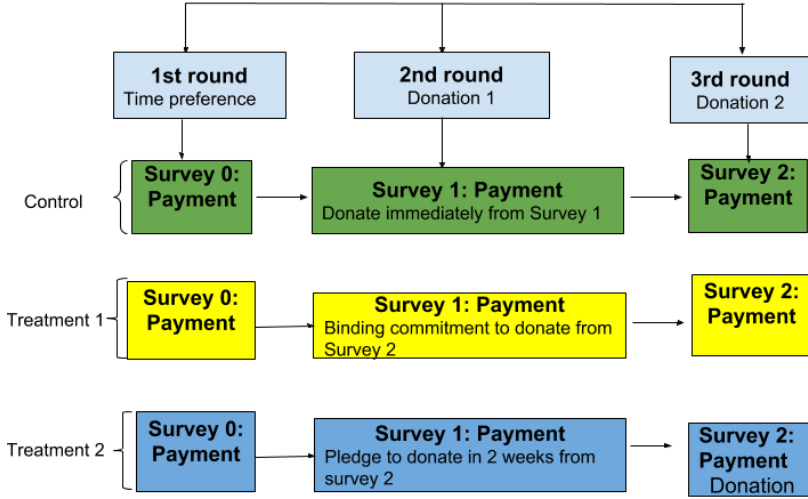 1st round
Time preference
2nd round
Donation 1
3rd round
Donation 2
Control
Survey 0:
Payment
Survey 1: Payment
Donate immediately from Survey 1
Survey 2:
Payment
Treatment 1
Survey 0:
Payment
Survey 1: Payment
Binding commitment to donate from
Survey 2
Survey 2:
Payment
Treatment 2
Survey 0:
Payment
Survey 1: Payment
Pledge to donate in 2 weeks from
survey 2
Survey 2:
Payment
Donation